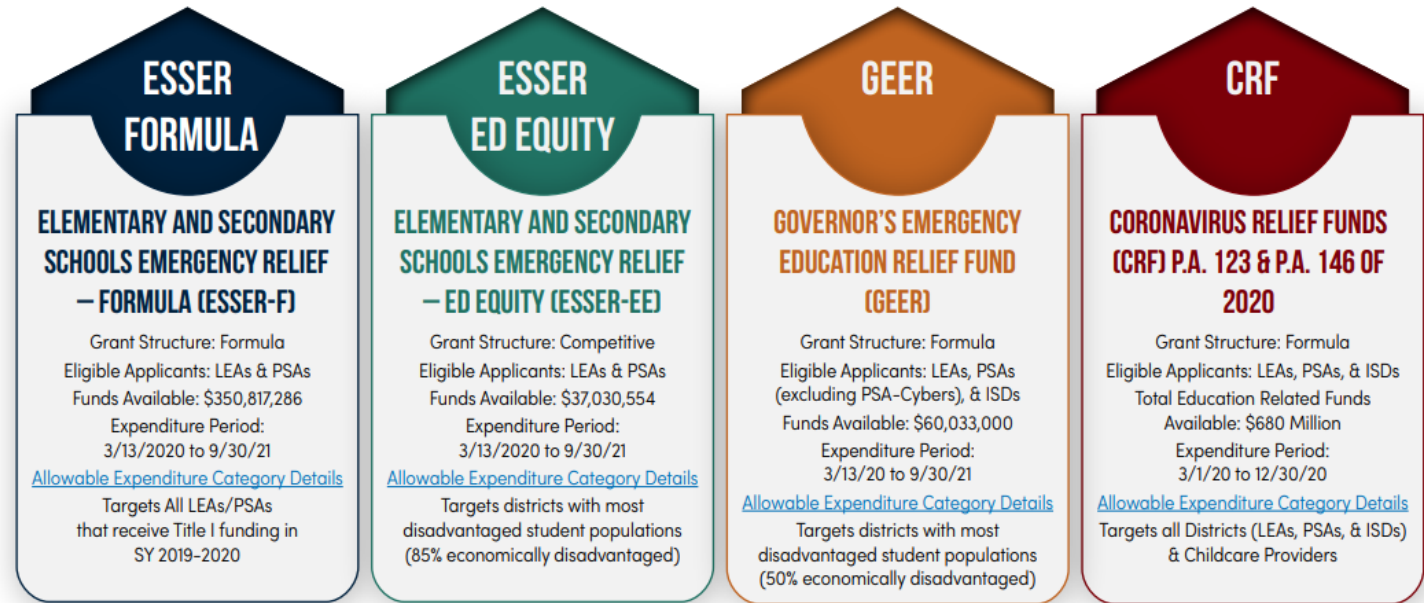 ESSER
FORMULA
ELEMENTARY AND SECONDARY
SCHOOLS EMERGENCY RELIEF
– FORMULA (ESSER-F)
Grant Structure: Formula
Eligible Applicants: LEAs & PSAs
Funds Available: $350,817,286
Expenditure Period:
3/13/2020 to 9/30/21
Allowable Expenditure Category Details
Targets All LEAs/PSAs
that receive Title I funding in
SY 2019-2020
ESSER
ED EQUITY
ELEMENTARY AND SECONDARY
SCHOOLS EMERGENCY RELIEF
– ED EQUITY (ESSER-EE)
Grant Structure: Competitive
Eligible Applicants: LEAs & PSAs
Funds Available: $37,030,554
Expenditure Period:
3/13/2020 to 9/30/21
Allowable Expenditure Category Details
Targets districts with most
disadvantaged student populations
(85% economically disadvantaged)
GEER
GOVERNOR'S EMERGENCY
EDUCATION RELIEF FUND
(GEER)
Grant Structure: Formula
Eligible Applicants: LEAs, PSAs
(excluding PSA-Cybers), & ISDs
Funds Available: $60,033,000
Expenditure Period:
3/13/20 to 9/30/21
Allowable Expenditure Category Details
Targets districts with most
disadvantaged student populations
(50% economically disadvantaged)
CRF
CORONAVIRUS RELIEF FUNDS
(CRF) P.A. 123 & P.A. 146 OF
2020
Grant Structure: Formula
Eligible Applicants: LEAs, PSAs, & ISDs
Total Education Related Funds
Available: $680 Million
Expenditure Period:
3/1/20 to 12/30/20
Allowable Expenditure Category Details
Targets all Districts (LEAs, PSAs, & ISDs)
& Childcare Providers